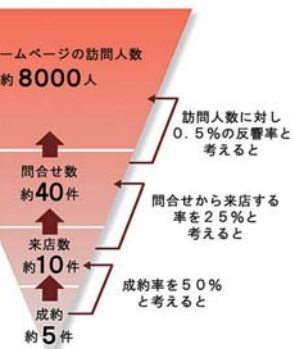 ームページの訪問人数
約8000人
訪問人数に対し
0.5%の反響率と
考えると
問合せ数
約40件
問合せから来店する
率を25%と
考えると
来店数
約10件
成約率を50%
と考えると
成約
約5件